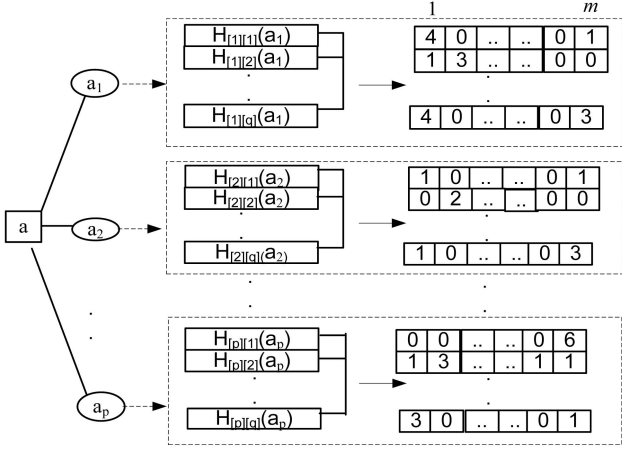 1 m
H[1][1](a1) 4 0 .. .. 0 1
H[1][2](a1) 1 3 .. .. 0 0
a1 . .
H[1][q](a1) 4 0 .. .. 0 3
H[2][1](a2) 1 0 .. .. 0 1
H[2][2](a2) 0 2 .. .. 0 0
a a2 . .
H[2][q](a2) 1 0 .. .. 0 3
. . .
. . .
H[p][1](ap) 0 0 .. .. 0 6
H[p][2](ap) 1 3 .. .. 1 1
ap . .
H[p][q](ap) 3 0 .. .. 0 1